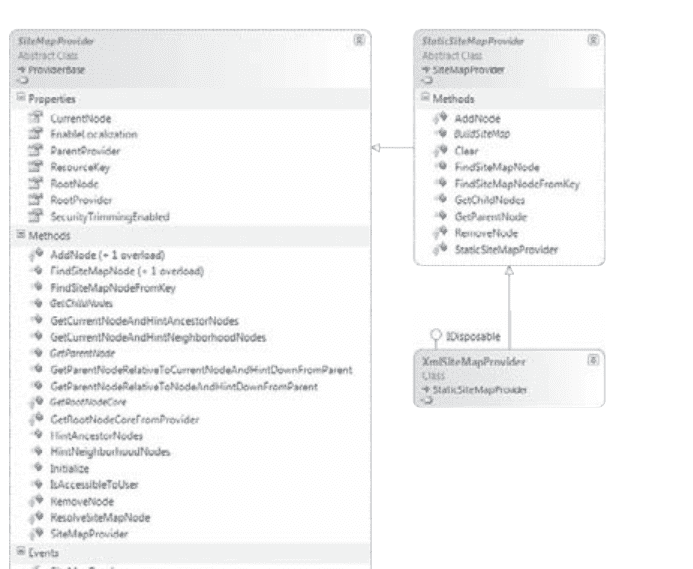 SiteMapProvider
Abstract Class
ProviderBase
Properties
CurrentNode
EnableLocalization
ParentProvider
ResourceKey
RootNode
RootProvider
SecurityTrimmingEnabled
Methods
AddNode (+ 1 overload)
FindSiteMapNode (+ 1 overload)
FindSiteMapNodeFromKey
GetChildNodes
GetCurrentNodeAndHintAncestorNodes
GetCurrentNodeAndHintNeighborhoodNodes
GetParentNode
GetParentNodeRelativeToCurrentNodeAndHintDownFromParent
GetParentNodeRelativeToNodeAndHintDownFromParent
GetRootNodeCore
GetRootNodeCoreFromProvider
HintAncestorNodes
HintNeighborhoodNodes
Initialize
IsAccessibleToUser
RemoveNode
ResolveSiteMapNode
SiteMapProvider
Events
StaticSiteMapProvider
Abstract Class
SiteMapProvider
Methods
AddNode
BuildSiteMap
Clear
FindSiteMapNode
FindSiteMapNodeFromKey
GetChildNodes
GetParentNode
RemoveNode
StaticSiteMapProvider
IDisposable
XmlSiteMapProvider
Class
StaticSiteMapProvider